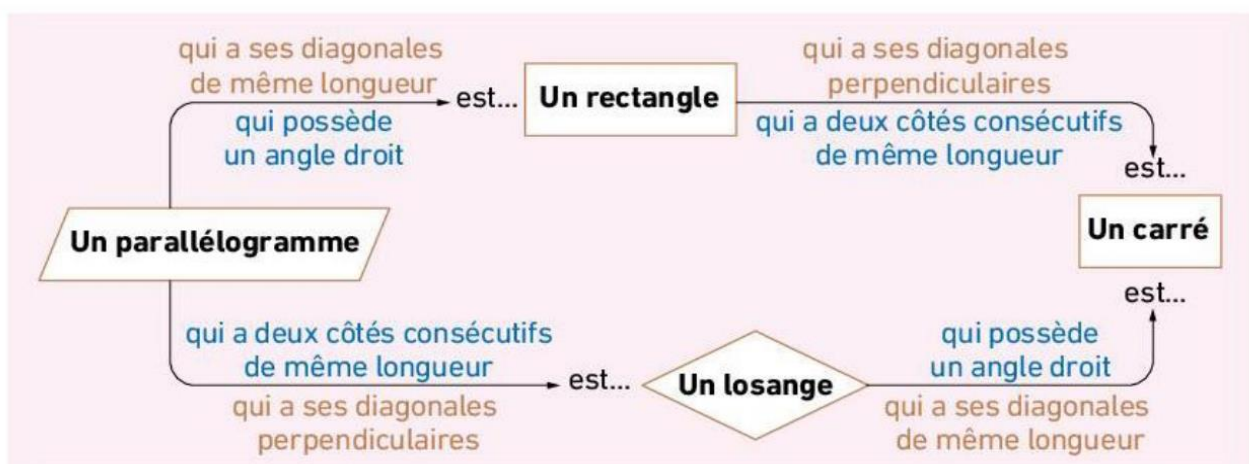 qui a ses diagonales
de même longueur
est...
qui possède
un angle droit
Un rectangle
qui a ses diagonales
perpendiculaires
qui a deux côtés consécutifs
de même longueur
est...
Un parallélogramme
Un carré
qui a deux côtés consécutifs
de même longueur
est...
qui a ses diagonales
perpendiculaires
Un losange
qui possède
un angle droit
qui a ses diagonales
de même longueur
est...